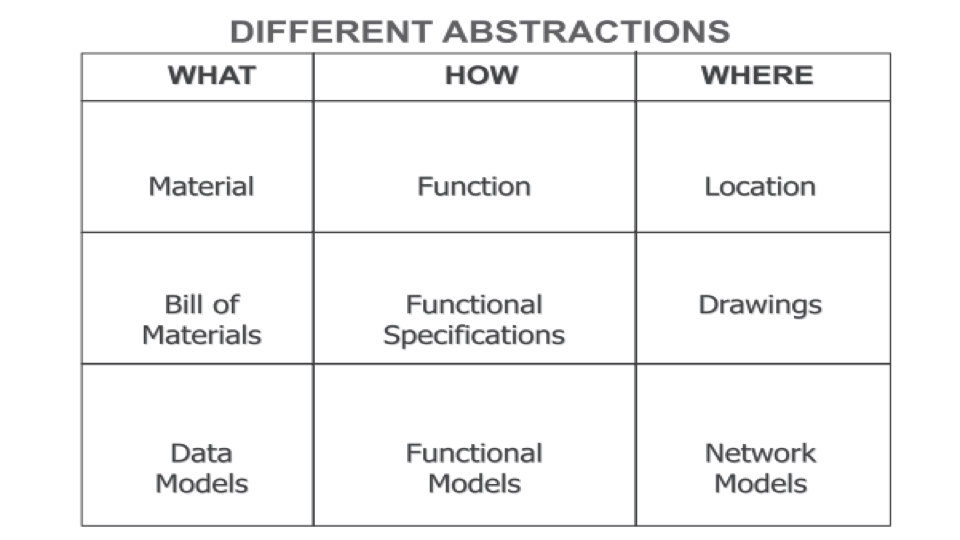 DIFFERENT ABSTRACTIONS
WHAT HOW WHERE
Material Function Location
Bill of Functional Drawings
Materials Specifications
Data Functional Network
Models Models Models